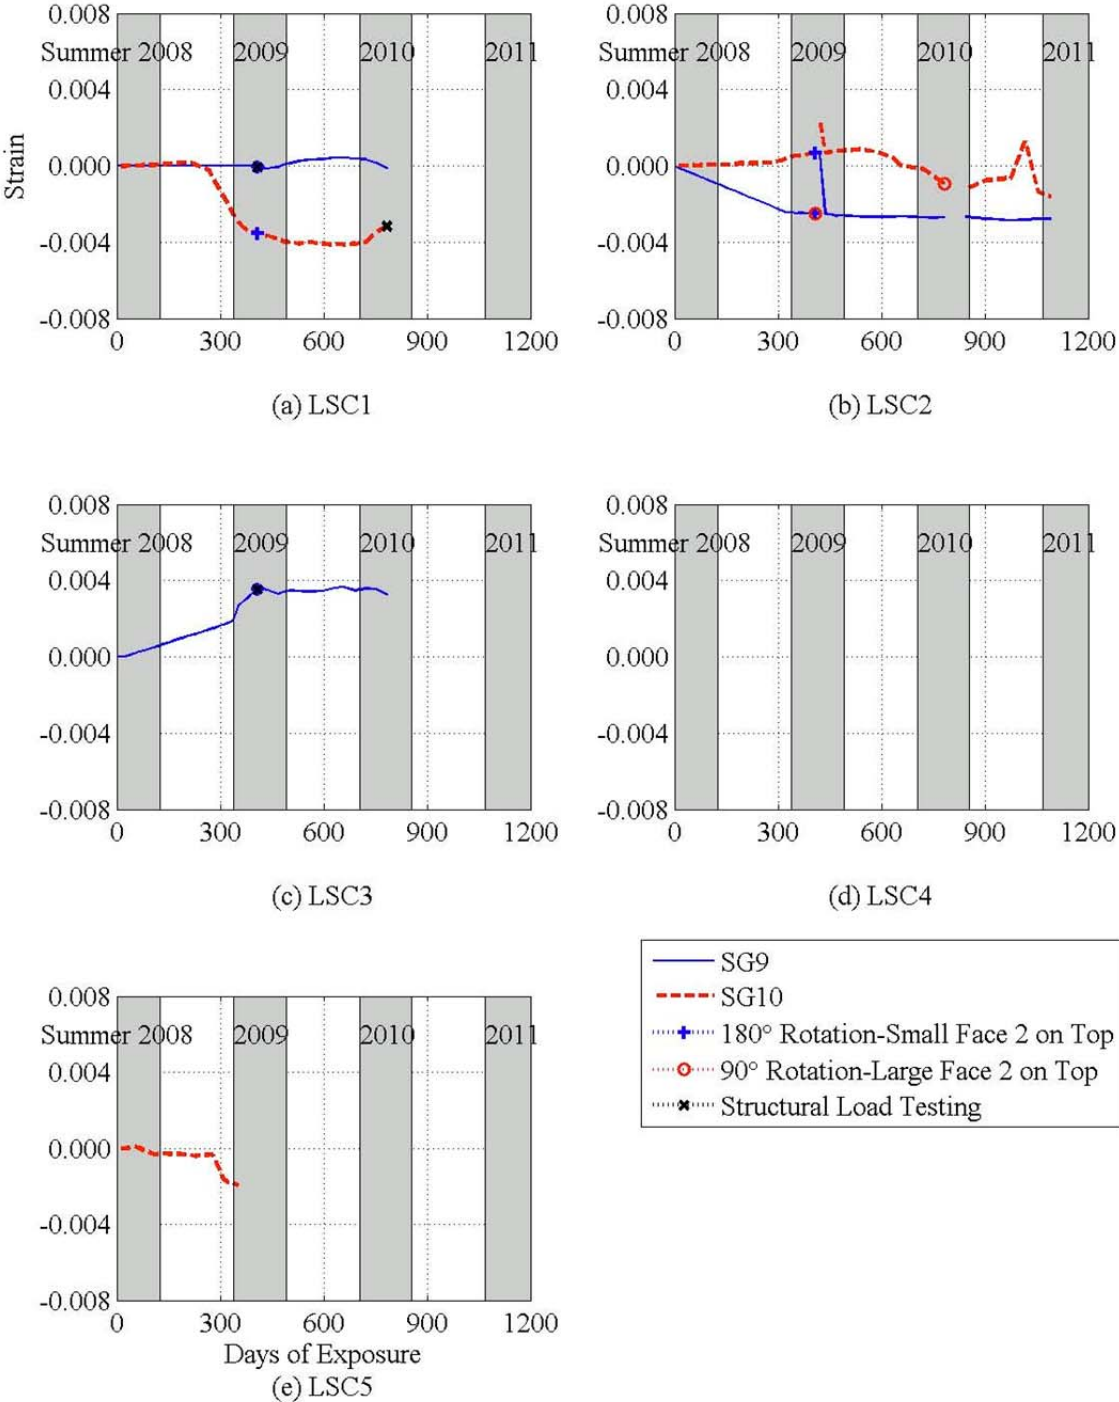 0.008 0.008
Summer 2008 2009 2010 2011 Summer 2008 2009 2010 2011
0.004 0.004
Strain
0.000 0.000
-0.004 -0.004
-0.008 -0.008
0 300 600 900 1200 0 300 600 900 1200
(a) LSC1 (b) LSC2
0.008 0.008
Summer 2008 2009 2010 2011 Summer 2008 2009 2010 2011
0.004 0.004
0.000 0.000
-0.004 -0.004
-0.008 -0.008
0 300 600 900 1200 0 300 600 900 1200
(c) LSC3 (d) LSC4
0.008
Summer 2008 2009 2010 2011
0.004
0.000
-0.004
-0.008
0 300 600 900 1200
Days of Exposure
(e) LSC5
SG9
SG10
180° Rotation-Small Face 2 on Top
90° Rotation-Large Face 2 on Top
Structural Load Testing